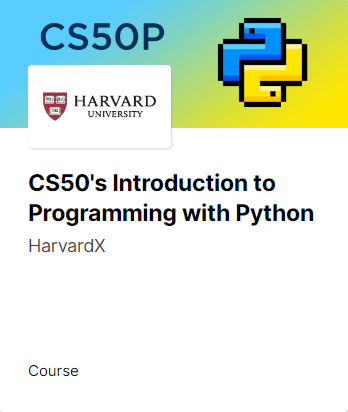 CS50P
HARVARD
UNIVERSITY
CS50's Introduction to
Programming with Python
HarvardX
Course